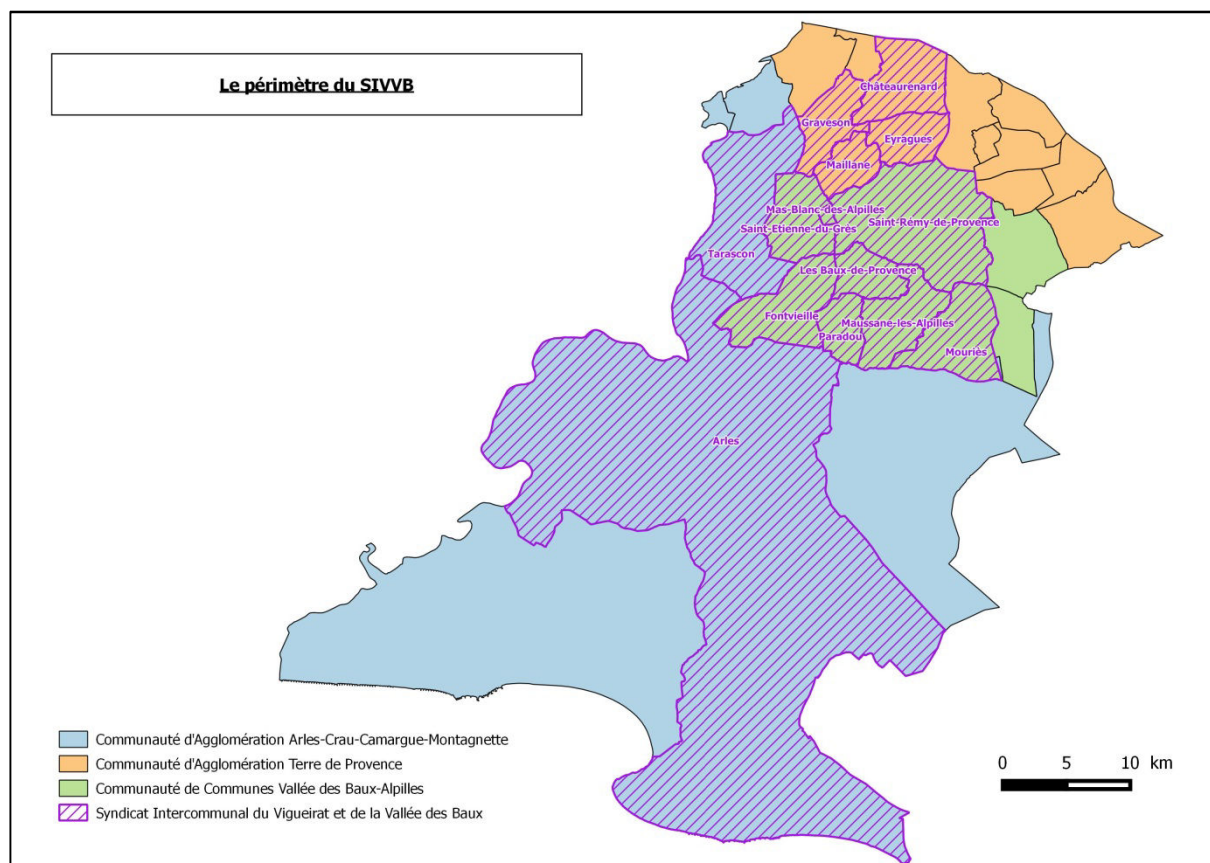 Le périmètre du SIVVB
Châteaurenard
Graveson
Eyragues
Maillane
Mas-Blanc-des-Alpilles
Saint-Rémy-de-Provence
Saint-Etienne-du-Grès
Tarascon
Les Baux-de-Provence
Fontvieille
Maussane-les-Alpilles
Paradou
Mouriès
Arles
Communauté d'Agglomération Arles-Crau-Camargue-Montagnette
Communauté d'Agglomération Terre de Provence
Communauté de Communes Vallée des Baux-Alpilles
Syndicat Intercommunal du Vigueirat et de la Vallée des Baux
0 5 10 km